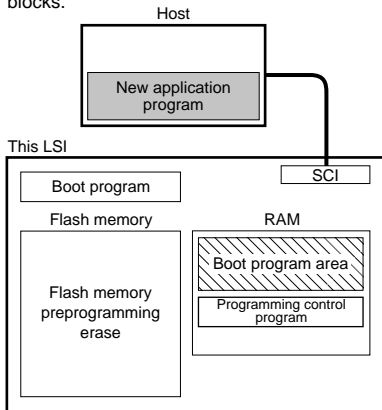 blocks.
Host
New application
program
This LSI
SCI
Boot program
Flash memory
RAM
Flash memory
preprogramming
erase
Boot program area
Programming control
program